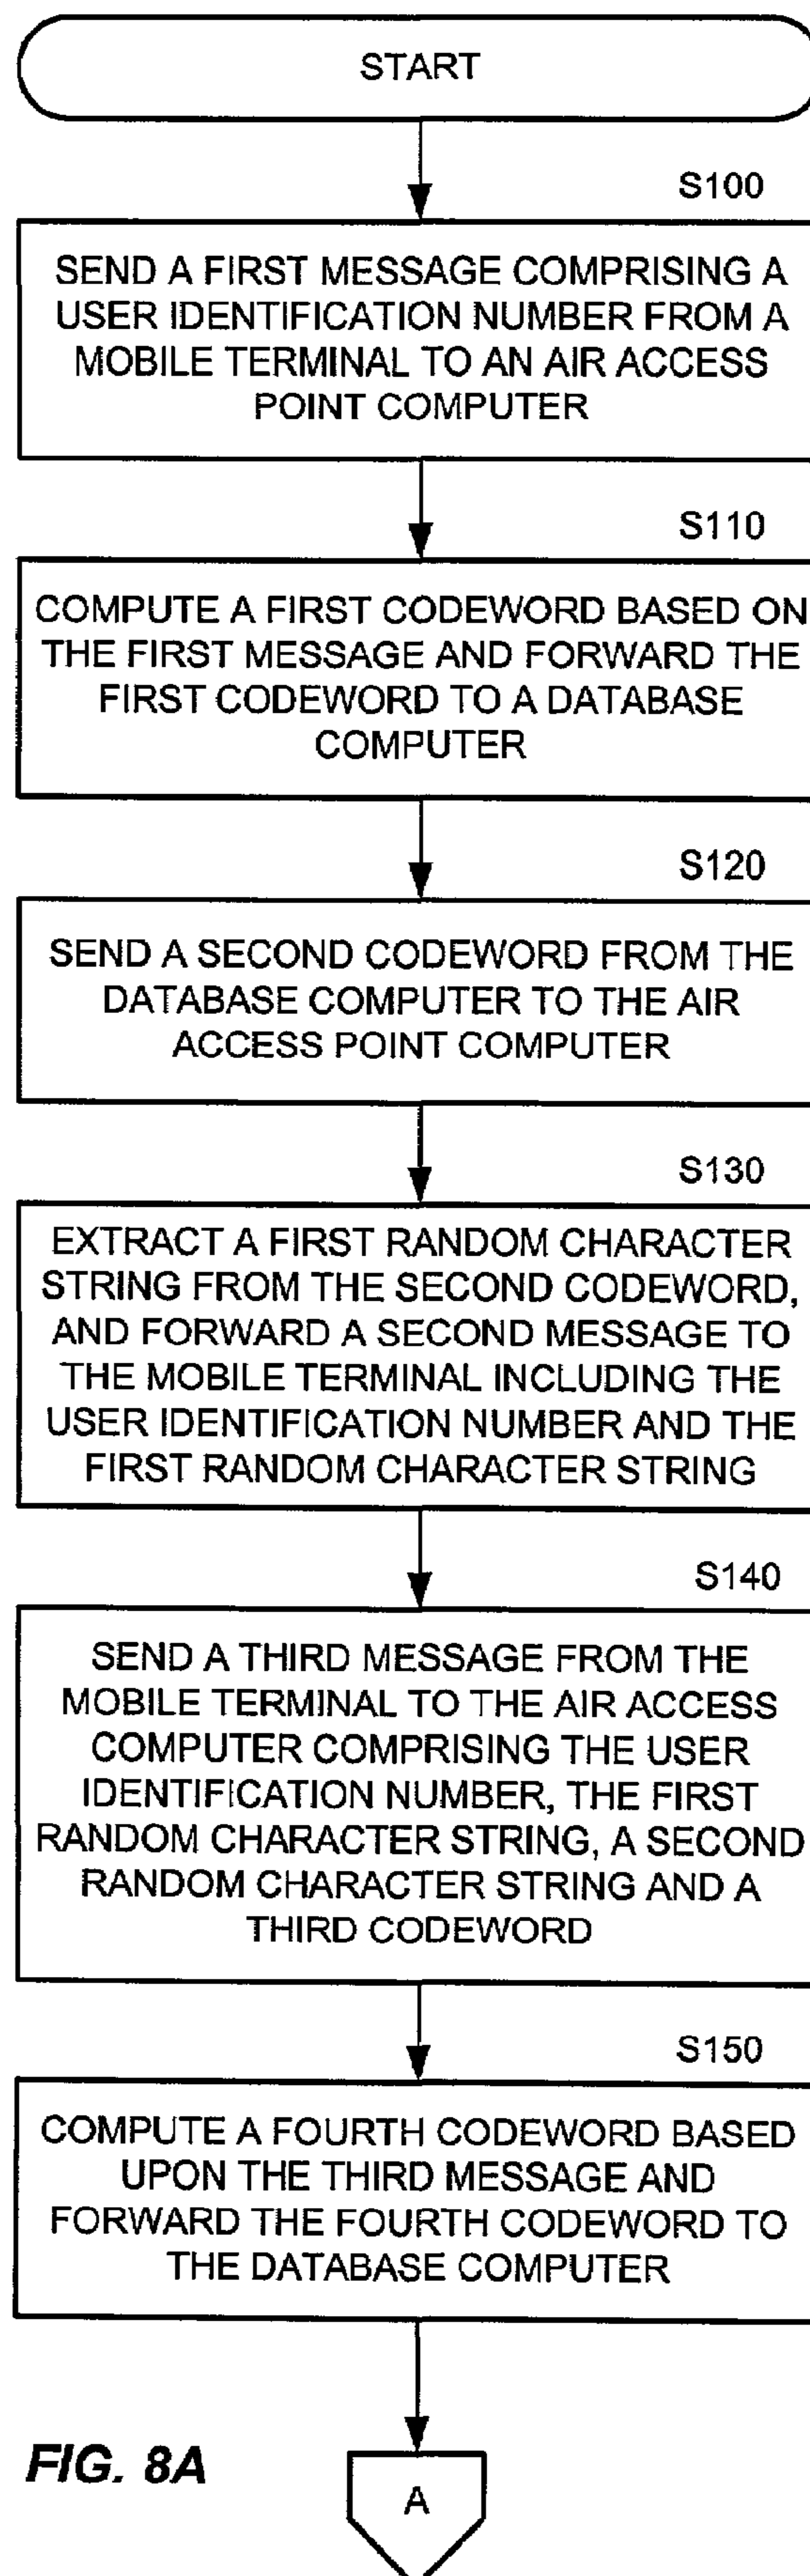 START
S100
SEND A FIRST MESSAGE COMPRISING A
USER IDENTIFICATION NUMBER FROM A
MOBILE TERMINAL TO AN AIR ACCESS
POINT COMPUTER
S110
COMPUTE A FIRST CODEWORD BASED ON
THE FIRST MESSAGE AND FORWARD THE
FIRST CODEWORD TO A DATABASE
COMPUTER
S120
SEND A SECOND CODEWORD FROM THE
DATABASE COMPUTER TO THE AIR
ACCESS POINT COMPUTER
S130
EXTRACT A FIRST RANDOM CHARACTER
STRING FROM THE SECOND CODEWORD,
AND FORWARD A SECOND MESSAGE TO
THE MOBILE TERMINAL INCLUDING THE
USER IDENTIFICATION NUMBER AND THE
FIRST RANDOM CHARACTER STRING
S140
SEND A THIRD MESSAGE FROM THE
MOBILE TERMINAL TO THE AIR ACCESS
COMPUTER COMPRISING THE USER
IDENTIFICATION NUMBER, THE FIRST
RANDOM CHARACTER STRING, A SECOND
RANDOM CHARACTER STRING AND A
THIRD CODEWORD
S150
COMPUTE A FOURTH CODEWORD BASED
UPON THE THIRD MESSAGE AND
FORWARD THE FOURTH CODEWORD TO
THE DATABASE COMPUTER
FIG. 8A
A